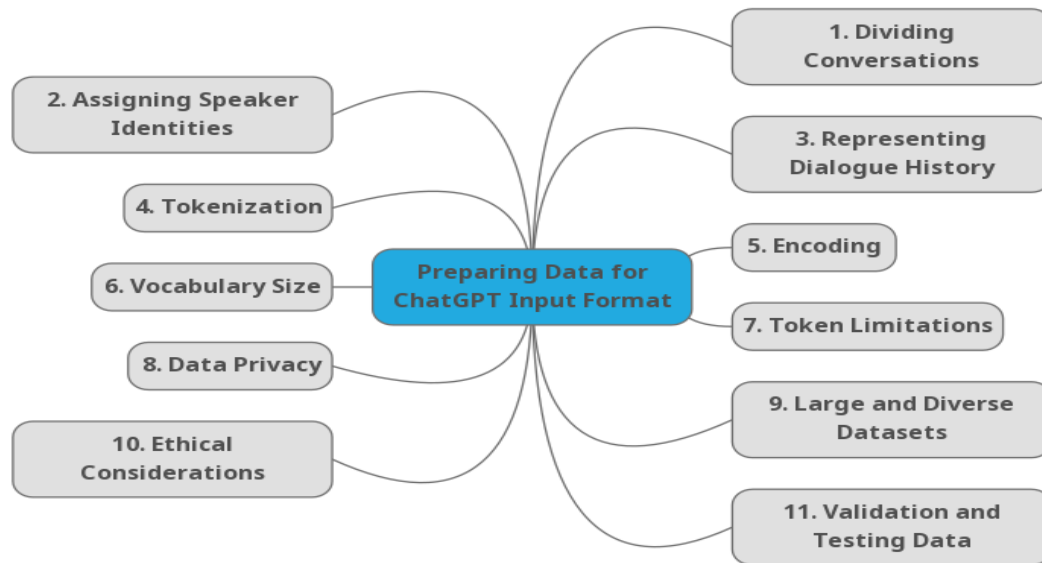 1. Dividing
Conversations
2. Assigning Speaker
Identities
3. Representing
Dialogue History
4. Tokenization
5. Encoding
Preparing Data for
ChatGPT Input Format
6. Vocabulary Size
7. Token Limitations
8. Data Privacy
9. Large and Diverse
Datasets
10. Ethical
Considerations
11. Validation and
Testing Data